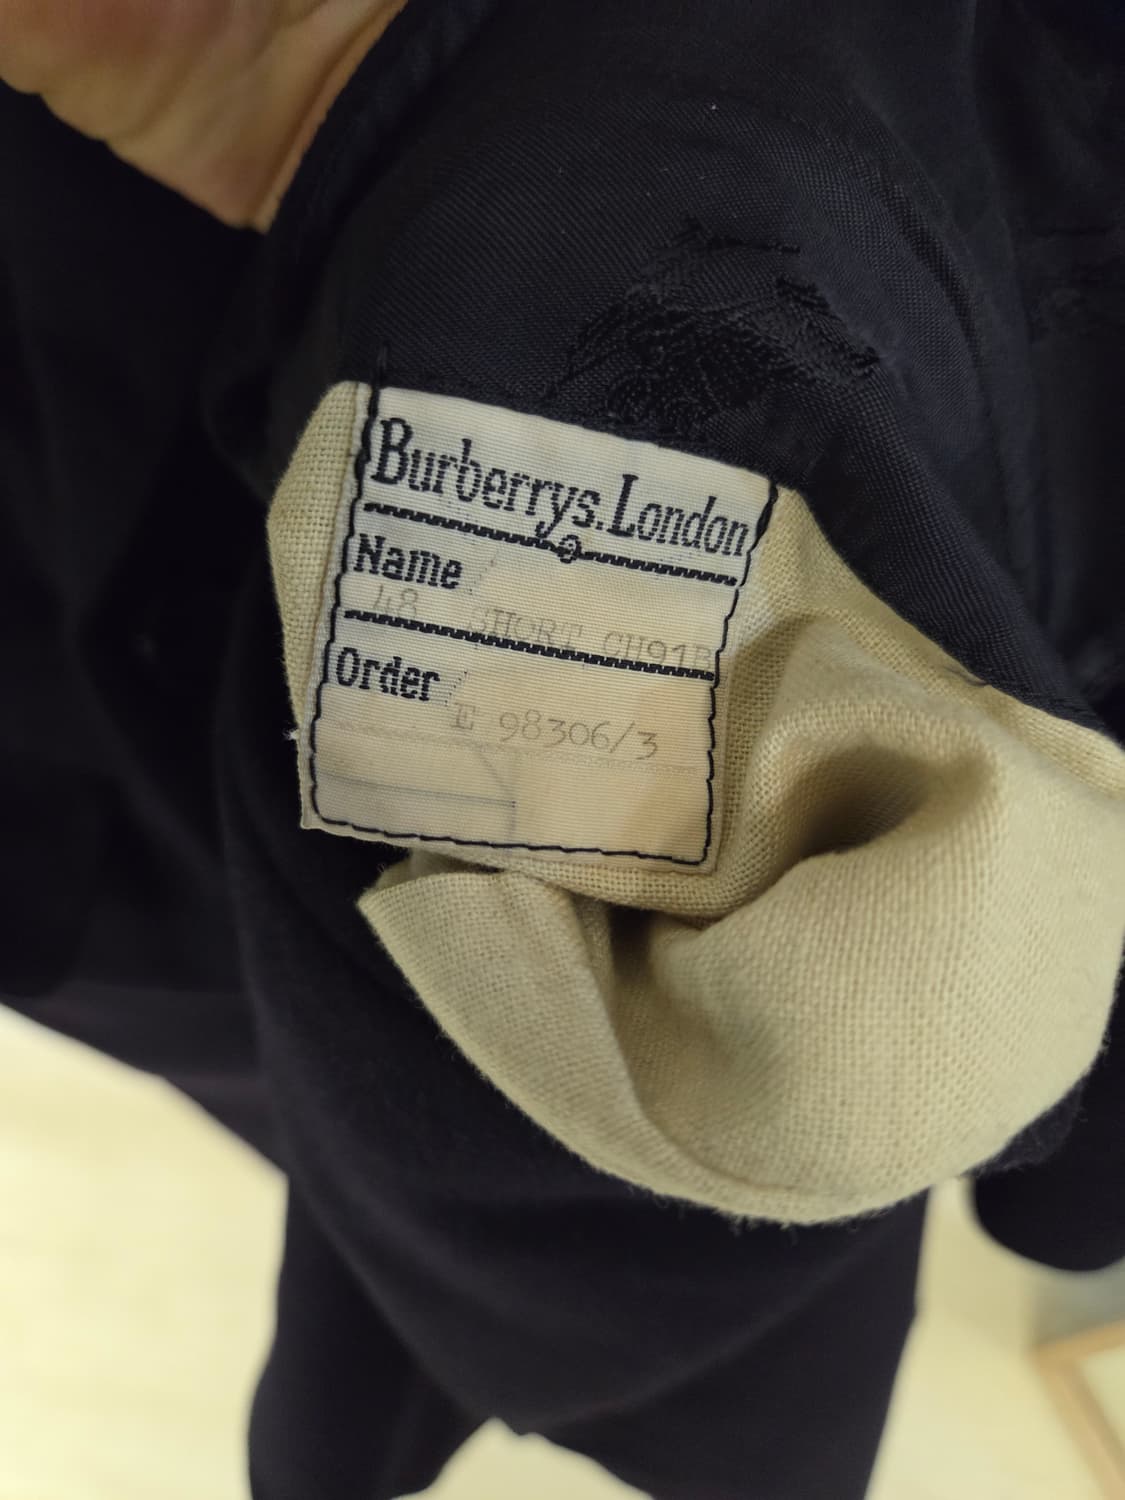 Burberrys. London
Name
48 SHORT CH91B
Order
E 98306/3